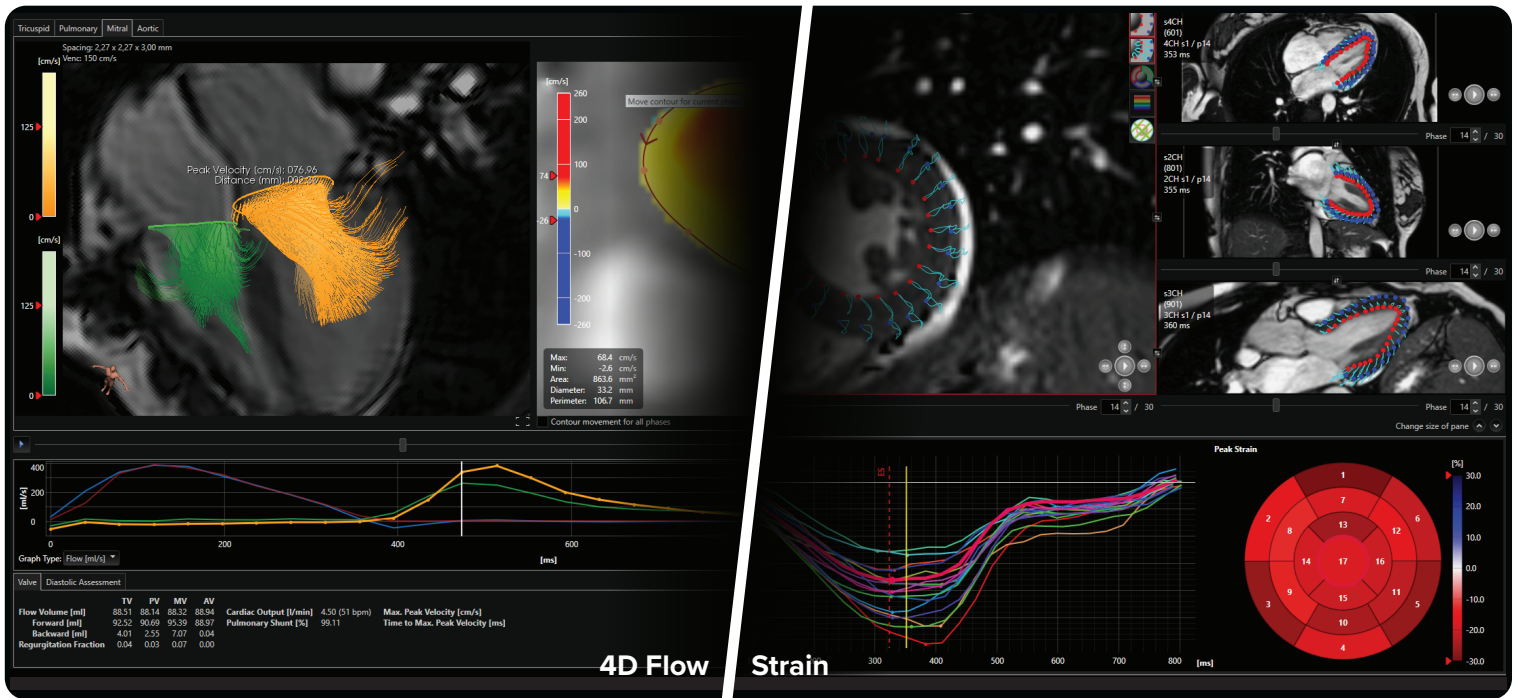 Tricuspid Pulmonary Mitral Aortic
Spacing: 2,27 x 2,27 x 3,00 mm
Venc: 150 cm/s
[cm/s]
125
0
[cm/s]
125
0
Peak Velocity (cm/s): 076.96
Distance (mm):
[cm/s]
260
200
100
74
0
-26
-100
-200
-260
Move contour for current
Max: 68.4 cm/s
Min: -2.6 cm/s
Area: 863.6 mm²
Diameter: 33.2 mm
Perimeter: 106.7 mm
Contour movement for all phases
400
200
0
[ml/s]
0 200 400 600
[ms]
Graph Type: Flow [ml/s]
Valve Diastolic Assessment
TV PV MV AV
Flow Volume [ml] 88.51 88.14 88.32 88.94 Cardiac Output [l/min] 4.50 (51 bpm) Max. Peak Velocity [cm/s]
Forward [ml] 92.52 90.69 95.39 88.97 Pulmonary Shunt [%] 99.11 Time to Max. Peak Velocity [ms]
Backward [ml] 4.01 2.55 7.07 0.04
Regurgitation Fraction 0.04 0.03 0.07 0.00
4D Flow
Strain
s4CH
(601)
4CH s1 / p14
353 ms
Phase 14 / 30
s2CH
(801)
2CH s1 / p14
355 ms
Phase 14 / 30
s3CH
(901)
3CH s1 / p14
360 ms
Phase 14 / 30
Phase 14 / 30
Change size of pane
ES
300 400 500 600 700 800 [ms]
Peak Strain
1
2
3
4
5
6
7
8
9
10
11
12
13
14
15
16
17
[%]
30.0
20.0
10.0
0.0
-10.0
-20.0
-30.0